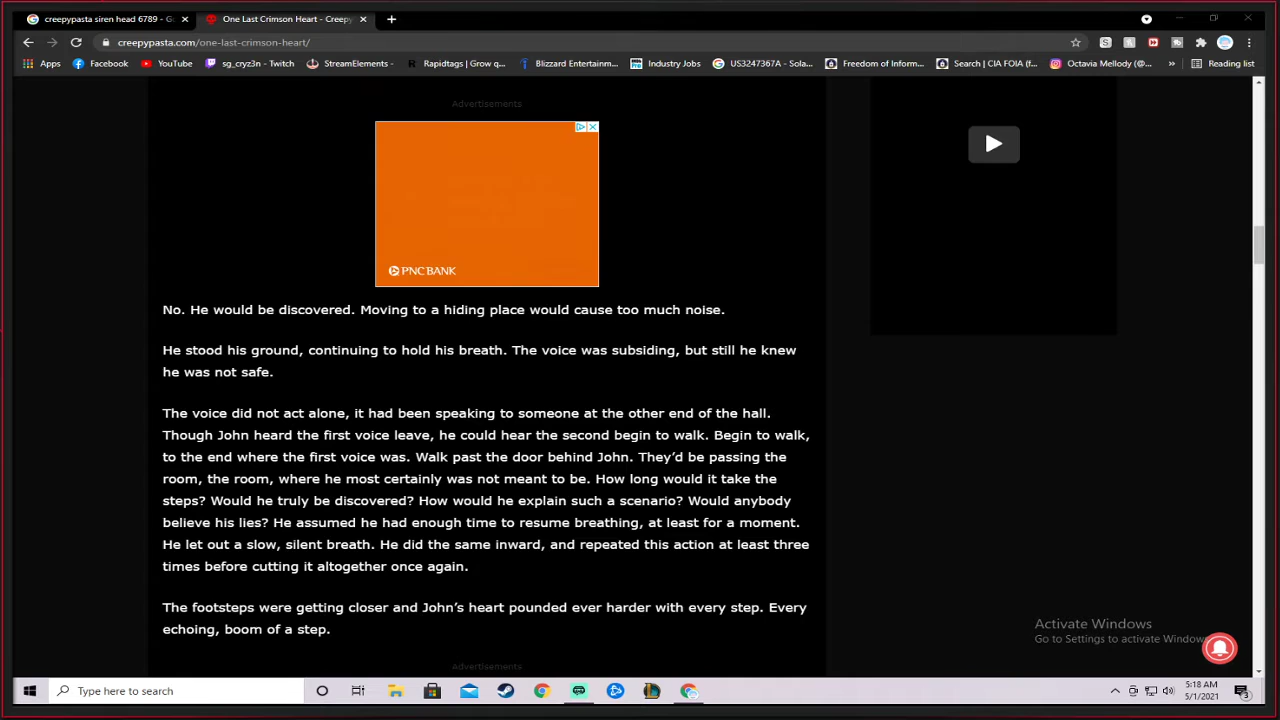 creepypasta siren head 6789 - G
One Last Crimson Heart - Creepy
creepypasta.com/one-last-crimson-heart/
Apps
Facebook
YouTube
sg_cryz3n - Twitch
StreamElements -
Rapidtags | Grow q...
Blizzard Entertainm...
Industry Jobs
US3247367A - Sola...
Freedom of Inform...
Search | CIA FOIA (f...
Octavia Mellody (@...
»
Reading list
Advertisements
PNC BANK
No. He would be discovered. Moving to a hiding place would cause too much noise.
He stood his ground, continuing to hold his breath. The voice was subsiding, but still he knew
he was not safe.
The voice did not act alone, it had been speaking to someone at the other end of the hall.
Though John heard the first voice leave, he could hear the second begin to walk. Begin to walk,
to the end where the first voice was. Walk past the door behind John. They'd be passing the
room, the room, where he most certainly was not meant to be. How long would it take the
steps? Would he truly be discovered? How would he explain such a scenario? Would anybody
believe his lies? He assumed he had enough time to resume breathing, at least for a moment.
He let out a slow, silent breath. He did the same inward, and repeated this action at least three
times before cutting it altogether once again.
The footsteps were getting closer and John's heart pounded ever harder with every step. Every
echoing, boom of a step.
Advertisements
Activate Windows
Go to Settings to activate Windows
Type here to search
5:18 AM
5/1/2021
3